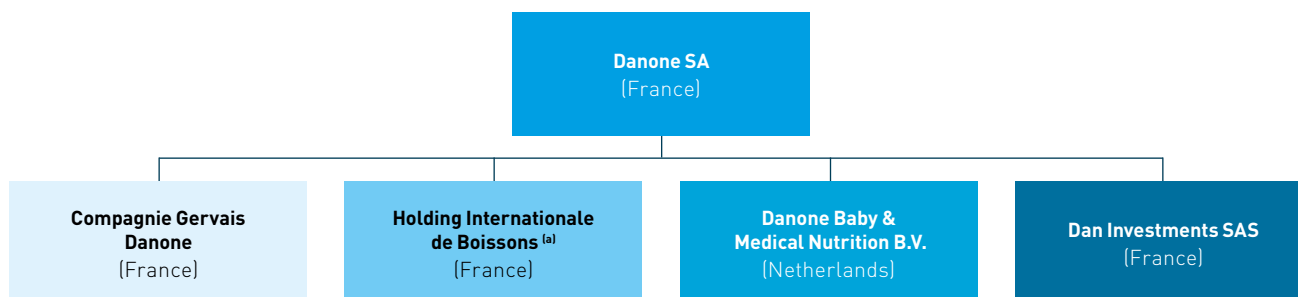 Danone SA
(France)
Compagnie Gervais
Danone
(France)
Holding Internationale
de Boissons (a)
(France)
Danone Baby &
Medical Nutrition B.V.
(Netherlands)
Dan Investments SAS
(France)